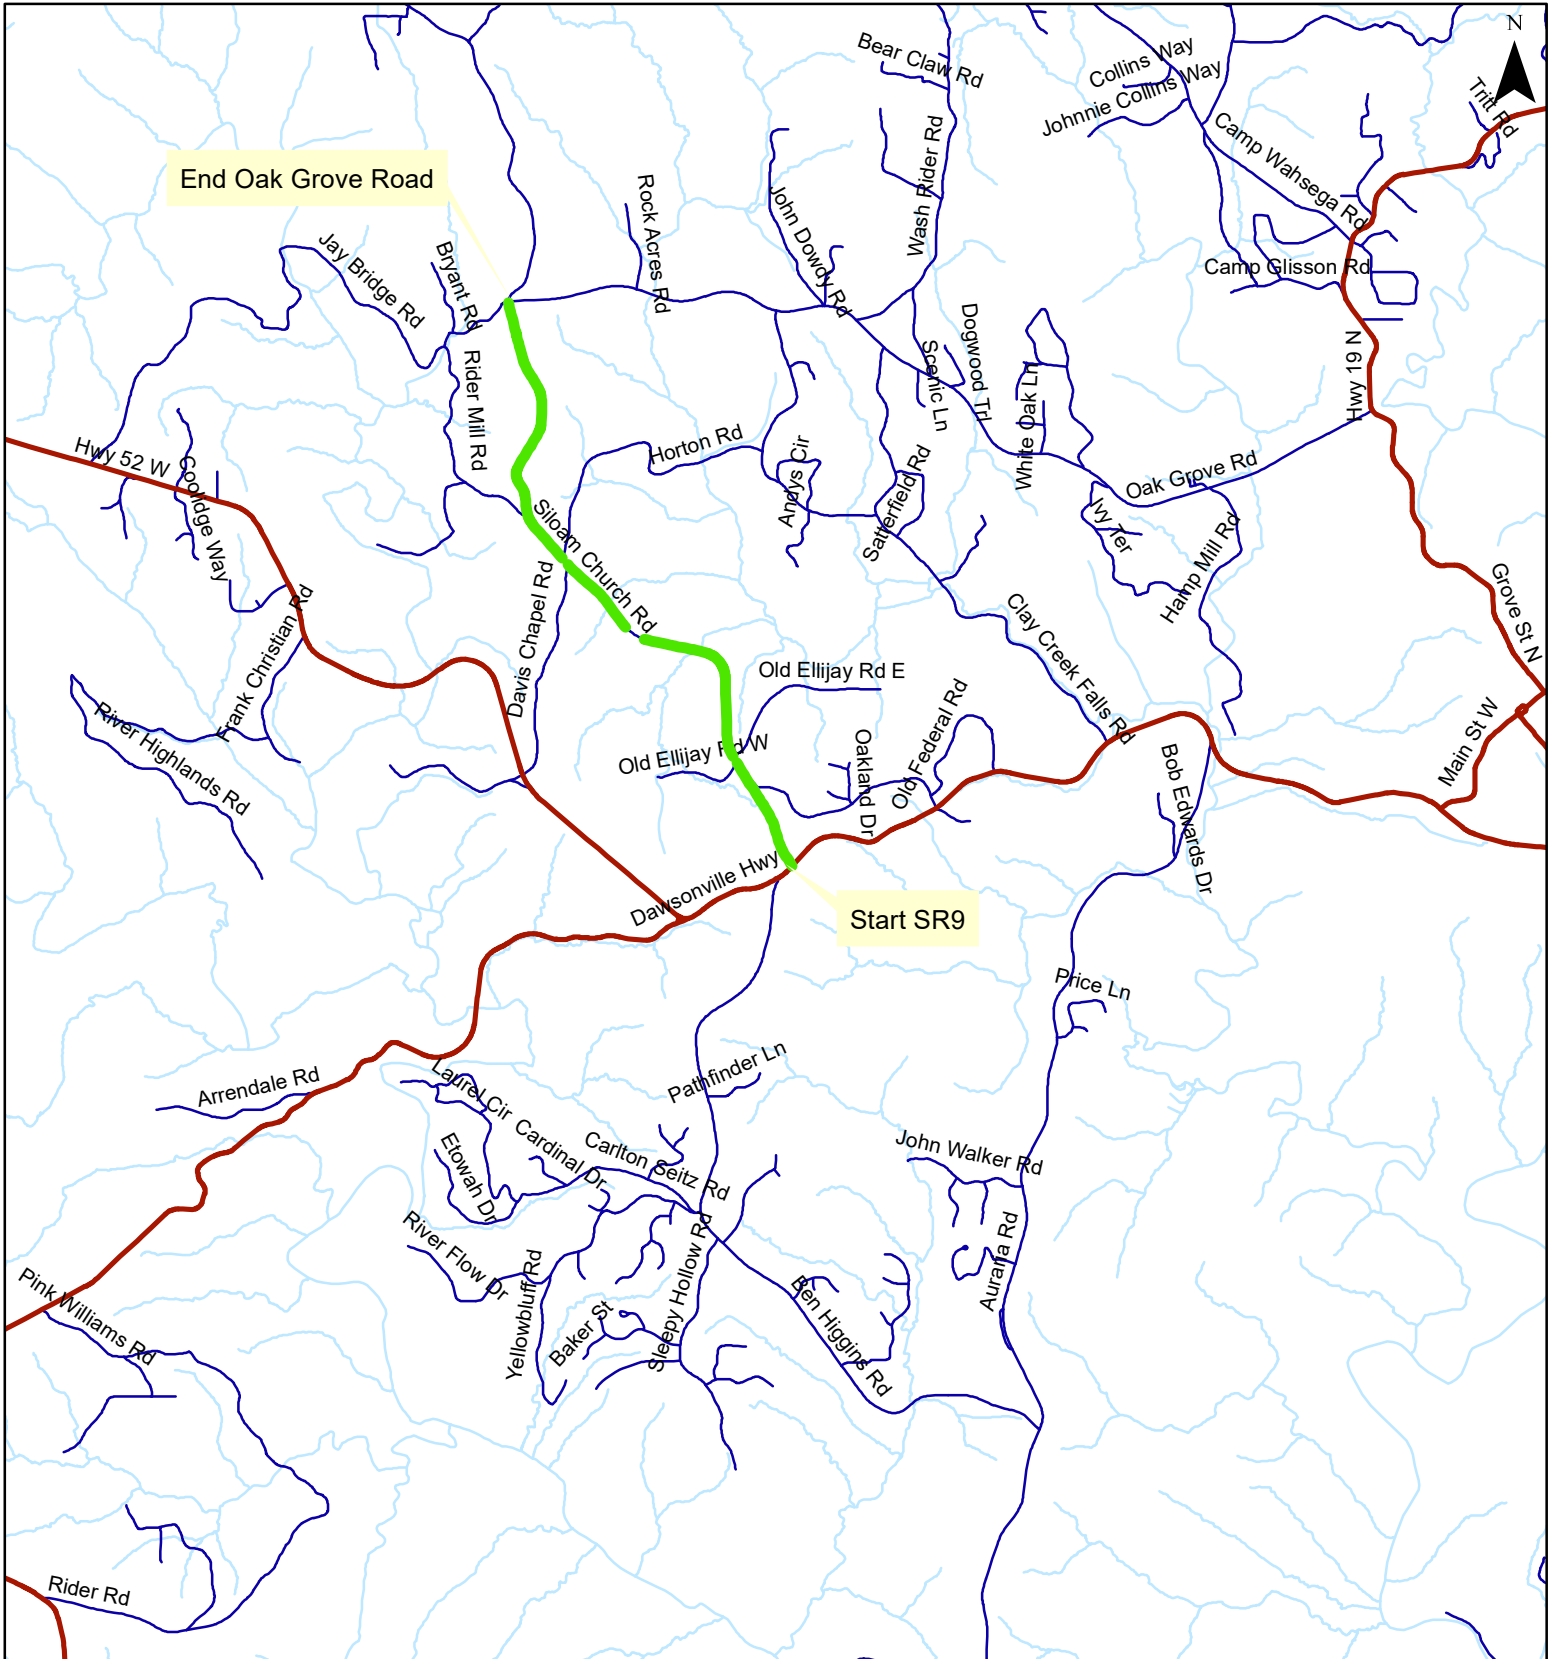 N
Bear Claw Rd
Collins Way
Johnnie Collins Way
Tritt Rd
Camp Wahsega Rd
Wash Rider Rd
End Oak Grove Road
Rock Acres Rd
John Dowdy Rd
Jay Bridge Rd
Bryant Rd
Camp Glisson Rd
Rider Mill Rd
Scenic Ln
Dogwood Trl
White Oak Ln
Hwy 19 N
Hwy 52 W
Coolidge Way
Horton Rd
Andys Cir
Satterfield Rd
Oak Grove Rd
Ivy Ter
Hamp Mill Rd
Siloam Church Rd
Davis Chapel Rd
Frank Christian Rd
Clay Creek Falls Rd
Grove St N
Old Ellijay Rd E
River Highlands Rd
Old Ellijay Rd W
Oakland Dr
Old Federal Rd
Main St W
Bob Edwards Dr
Dawsonville Hwy
Start SR9
Price Ln
Arrendale Rd
Laurel Cir
Pathfinder Ln
Etowah Dr
Cardinal Dr
Carlton Seitz Rd
John Walker Rd
River Flow Dr
Yellowbluff Rd
Sleepy Hollow Rd
Auraria Rd
Pink Williams Rd
Baker St
Ben Higgins Rd
Rider Rd